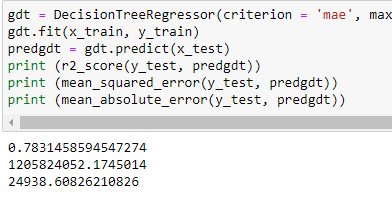 gdt = DecisionTreeRegressor(criterion = 'mae', max
gdt.fit(x_train, y_train)
predgdt = gdt.predict(x_test)
print (r2_score(y_test, predgdt))
print (mean_squared_error(y_test, predgdt))
print (mean_absolute_error(y_test, predgdt))
0.7831458594547274
1205824052.1745014
24938.60826210826